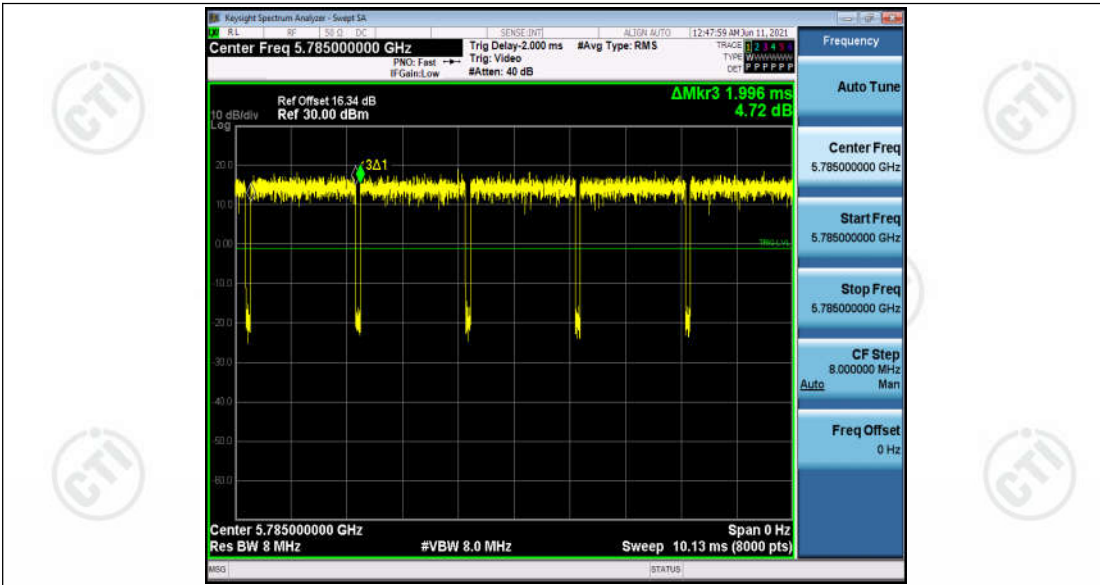 Keysight Spectrum Analyzer - Swept SA
RL RF 50 Ω DC SENSE:INT ALIGN AUTO 12:47:59 AM Jun 11, 2021
Center Freq 5.785000000 GHz
PNO: Fast
IFGain:Low
Trig Delay-2.000 ms
Trig: Video
#Atten: 40 dB
#Avg Type: RMS
TRACE 1 2 3 4 5 6
TYPE W
DET P P P P P P
Ref Offset 16.34 dB
10 dB/div Ref 30.00 dBm
Log
ΔMkr3 1.996 ms
4.72 dB
3Δ1
20.0
10.0
0.00
TRIG LVL
-10.0
-20.0
-30.0
-40.0
-50.0
-60.0
Center 5.785000000 GHz
Span 0 Hz
Res BW 8 MHz
#VBW 8.0 MHz
Sweep 10.13 ms (8000 pts)
MSG
STATUS
Frequency
Auto Tune
Center Freq
5.785000000 GHz
Start Freq
5.785000000 GHz
Stop Freq
5.785000000 GHz
CF Step
8.000000 MHz
Auto Man
Freq Offset
0 Hz
CTI
CTI
CTI
CTI